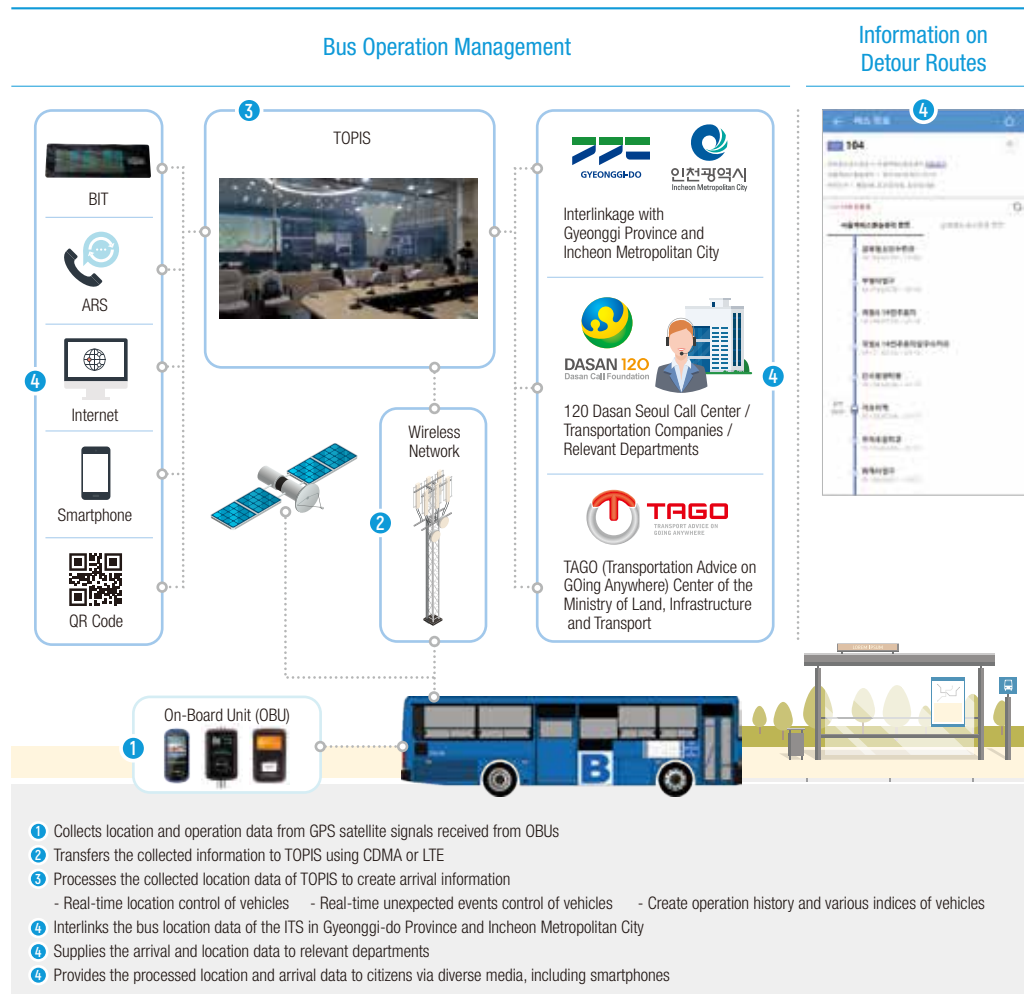 Bus Operation Management
Information on
Detour Routes
3
TOPIS
4
BIT
ARS
Internet
Smartphone
QR Code
Wireless
Network
2
GYEONGGI-DO
인천광역시
Incheon Metropolitan City
Interlinkage with
Gyeonggi Province and
Incheon Metropolitan City
DASAN 120
Dasan Call Foundation
4
120 Dasan Seoul Call Center /
Transportation Companies /
Relevant Departments
TAGO
TRANSPORT ADVICE ON
GOING ANYWHERE
TAGO (Transportation Advice on
GOing Anywhere) Center of the
Ministry of Land, Infrastructure
and Transport
4
104
On-Board Unit (OBU)
1
B
1 Collects location and operation data from GPS satellite signals received from OBUs
2 Transfers the collected information to TOPIS using CDMA or LTE
3 Processes the collected location data of TOPIS to create arrival information
- Real-time location control of vehicles - Real-time unexpected events control of vehicles - Create operation history and various indices of vehicles
4 Interlinks the bus location data of the ITS in Gyeonggi-do Province and Incheon Metropolitan City
4 Supplies the arrival and location data to relevant departments
4 Provides the processed location and arrival data to citizens via diverse media, including smartphones